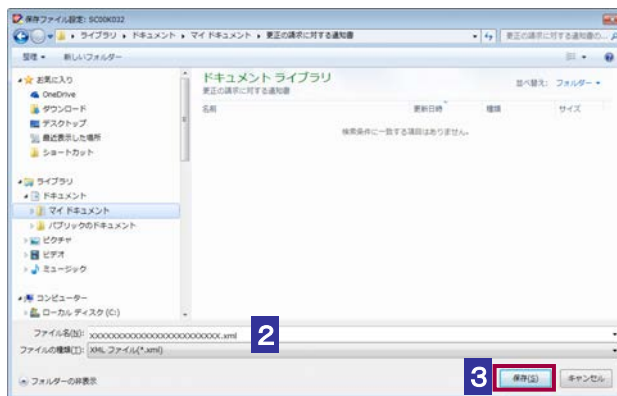 保存ファイル設定: SC00K032
▸ ライブラリ ▸ ドキュメント ▸ マイ ドキュメント ▸ 更正の請求に対する通知書
更正の請求に対する通知書の...
整理 ▾ 新しいフォルダー
お気に入り
OneDrive
ダウンロード
デスクトップ
最近表示した場所
ショートカット
ライブラリ
ドキュメント
マイ ドキュメント
パブリックのドキュメント
ピクチャ
ビデオ
ミュージック
コンピューター
ローカル ディスク (C:)
ドキュメント ライブラリ
更正の請求に対する通知書
並べ替え: フォルダー ▾
名前 更新日時 種類 サイズ
検索条件に一致する項目はありません。
ファイル名(N): xxxxxxxxxxxxxxxxxxxxxxxxxx.xml
2
ファイルの種類(T): XML ファイル(*.xml)
フォルダーの非表示
3
保存(S)
キャンセル